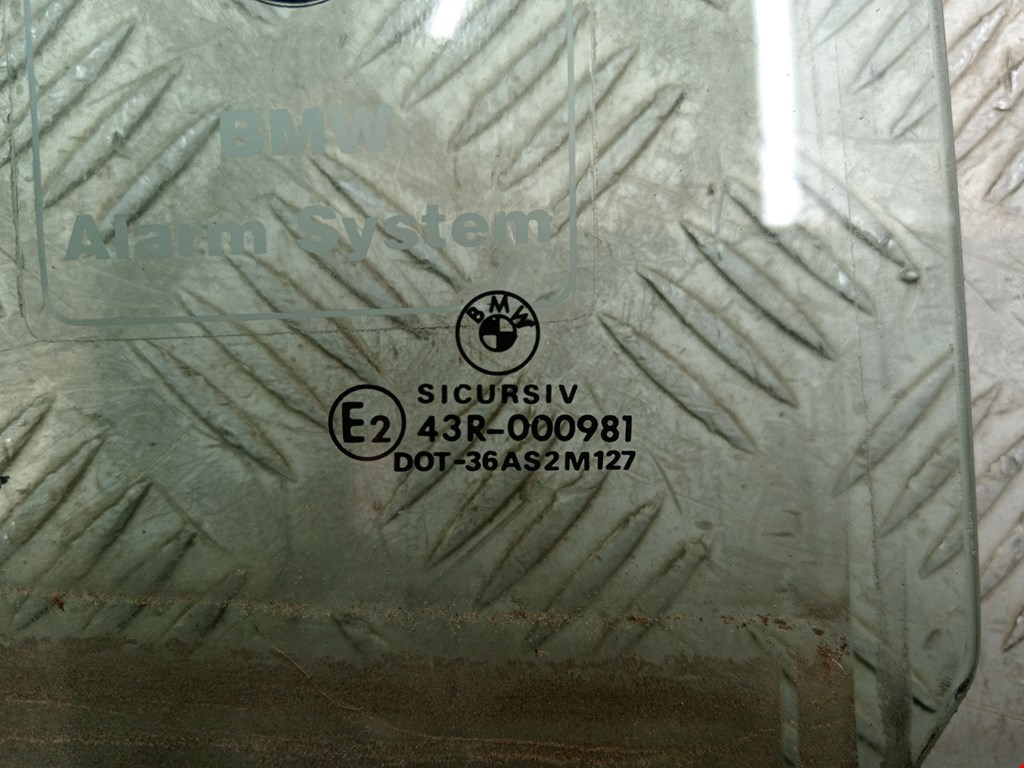 BMW
Alarm System
BMW
SICURSIV
E2 43R-000981
DOT-36AS2M127